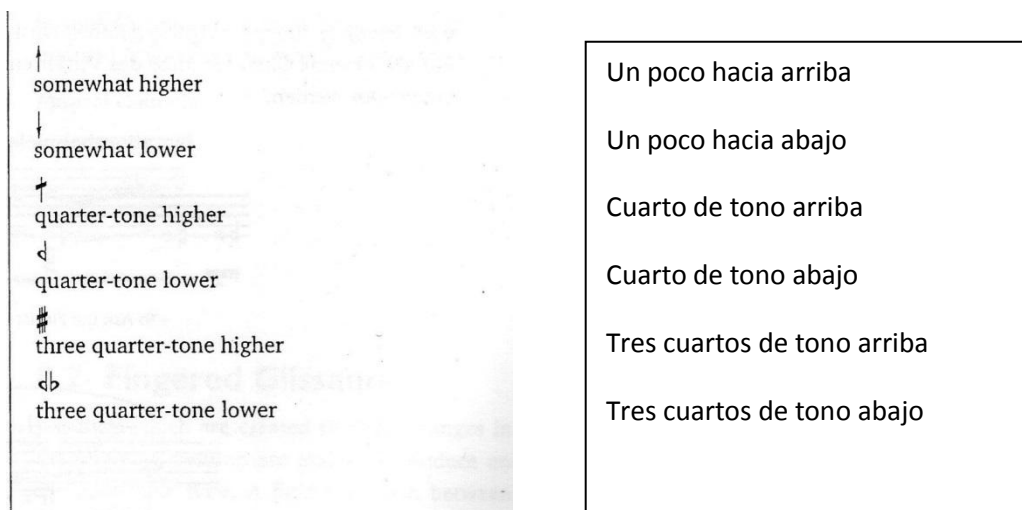 somewhat higher
somewhat lower
quarter-tone higher
quarter-tone lower
three quarter-tone higher
three quarter-tone lower
Un poco hacia arriba
Un poco hacia abajo
Cuarto de tono arriba
Cuarto de tono abajo
Tres cuartos de tono arriba
Tres cuartos de tono abajo